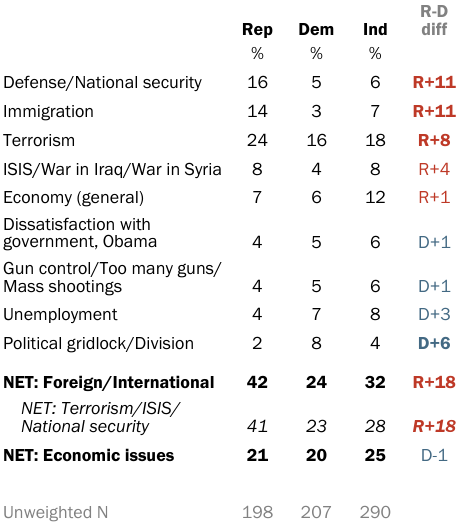 R-D
Rep Dem Ind diff
% % %
Defense/National security 16 5 6 R+11
Immigration 14 3 7 R+11
Terrorism 24 16 18 R+8
ISIS/War in Iraq/War in Syria 8 4 8 R+4
Economy (general) 7 6 12 R+1
Dissatisfaction with
government, Obama 4 5 6 D+1
Gun control/Too many guns/
Mass shootings 4 5 6 D+1
Unemployment 4 7 8 D+3
Political gridlock/Division 2 8 4 D+6
NET: Foreign/International 42 24 32 R+18
NET: Terrorism/ISIS/
National security 41 23 28 R+18
NET: Economic issues 21 20 25 D-1
Unweighted N 198 207 290